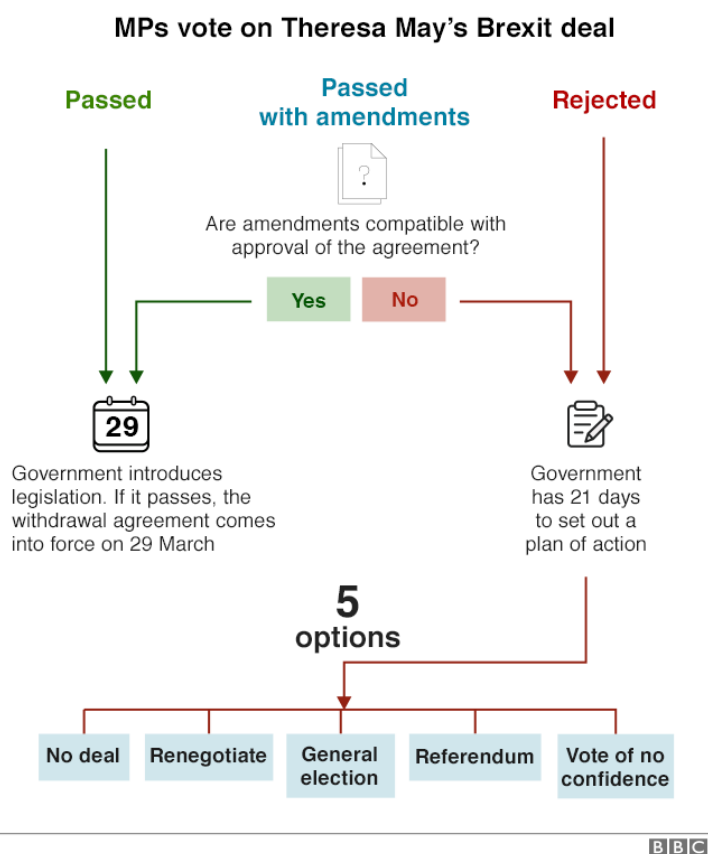 MPs vote on Theresa May's Brexit deal
Passed
Passed
with amendments
Rejected
?
Are amendments compatible with
approval of the agreement?
Yes
No
29
Government introduces
legislation. If it passes, the
withdrawal agreement comes
into force on 29 March
Government
has 21 days
to set out a
plan of action
5
options
No deal
Renegotiate
General
election
Referendum
Vote of no
confidence
BBC